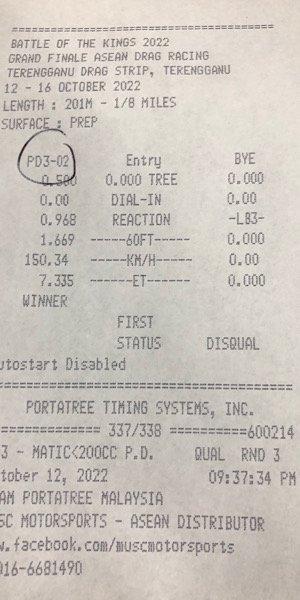 BATTLE OF THE KINGS 2022
GRAND FINALE ASEAN DRAG RACING
TERENGGANU DRAG STRIP, TERENGGANU
12 - 16 OCTOBER 2022
LENGTH : 201M - 1/8 MILES
SURFACE : PREP
PD3-02 Entry BYE
0.500 0.000 TREE 0.000
0.00 DIAL-IN 0.00
0.968 REACTION -LB3-
1.669 -----60FT------ 0.000
150.34 -----KM/H----- 0.00
7.335 ------ET------ 0.000
WINNER
FIRST
STATUS DISQUAL
utostart Disabled
PORTATREE TIMING SYSTEMS, INC.
============= 337/338 ==========600214
3 - MATIC<200CC P.D. QUAL RND 3
tober 12, 2022 09:37:34 PM
AM PORTATREE MALAYSIA
SC MOTORSPORTS - ASEAN DISTRIBUTOR
w.facebook.com/muscmotorsports
016-6681490